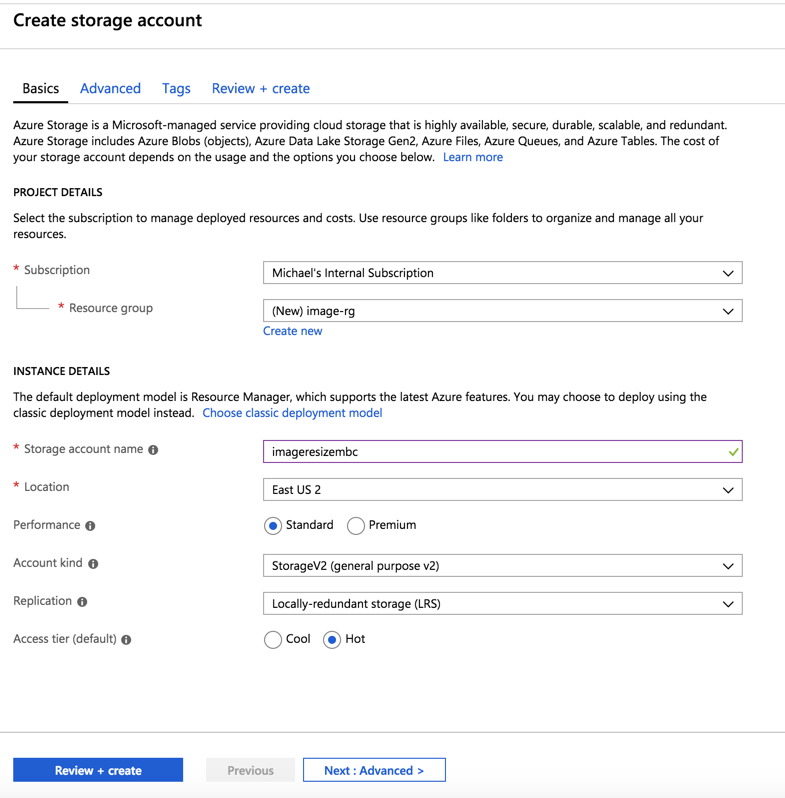 Create storage account
Basics Advanced Tags Review + create
Azure Storage is a Microsoft-managed service providing cloud storage that is highly available, secure, durable, scalable, and redundant.
Azure Storage includes Azure Blobs (objects), Azure Data Lake Storage Gen2, Azure Files, Azure Queues, and Azure Tables. The cost of
your storage account depends on the usage and the options you choose below. Learn more
PROJECT DETAILS
Select the subscription to manage deployed resources and costs. Use resource groups like folders to organize and manage all your
resources.
* Subscription Michael's Internal Subscription
* Resource group (New) image-rg
Create new
INSTANCE DETAILS
The default deployment model is Resource Manager, which supports the latest Azure features. You may choose to deploy using the
classic deployment model instead. Choose classic deployment model
* Storage account name imageresizembc
* Location East US 2
Performance Standard Premium
Account kind StorageV2 (general purpose v2)
Replication Locally-redundant storage (LRS)
Access tier (default) Cool Hot
Review + create Previous Next : Advanced >